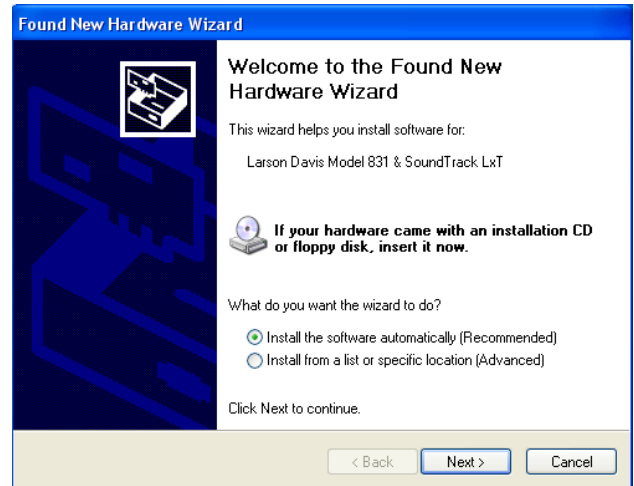 Found New Hardware Wizard
Welcome to the Found New
Hardware Wizard
This wizard helps you install software for:
Larson Davis Model 831 & SoundTrack LxT
If your hardware came with an installation CD
or floppy disk, insert it now.
What do you want the wizard to do?
Install the software automatically (Recommended)
Install from a list or specific location (Advanced)
Click Next to continue.
< Back Next > Cancel